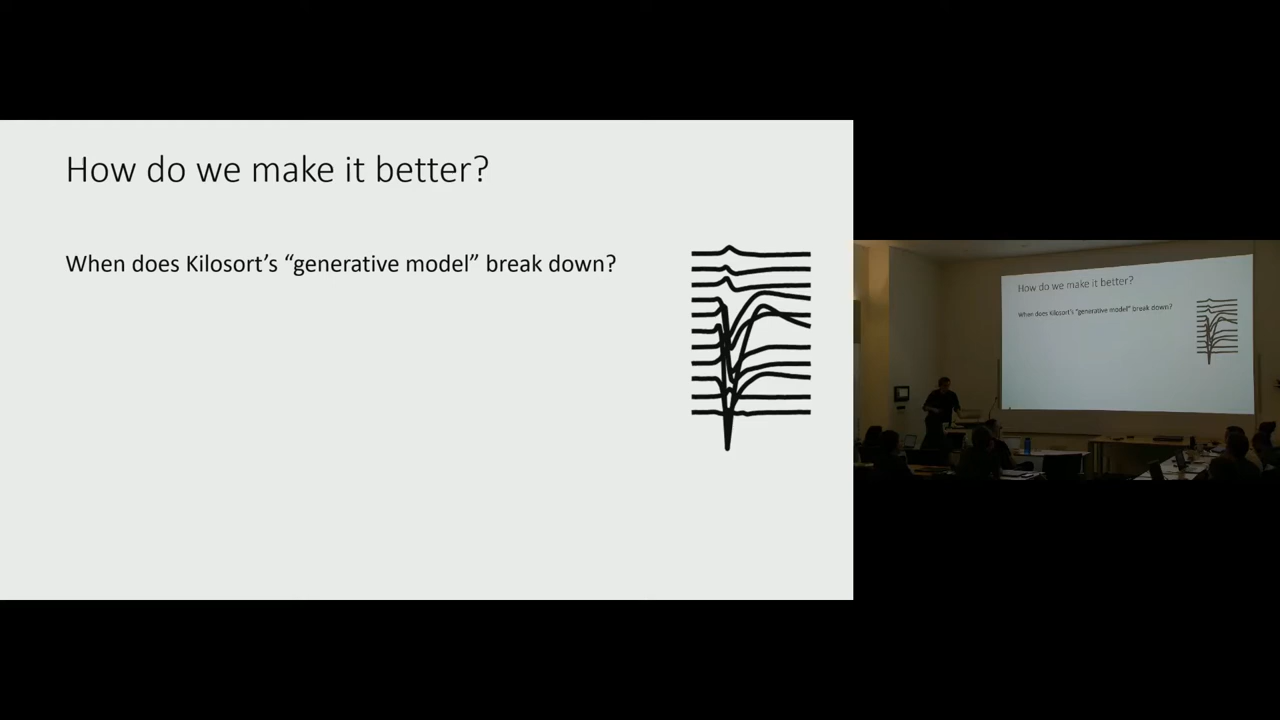 How do we make it better?
When does Kilosort’s “generative model” break down?
How do we make it better?
When does Kilosort’s “generative model” break down?